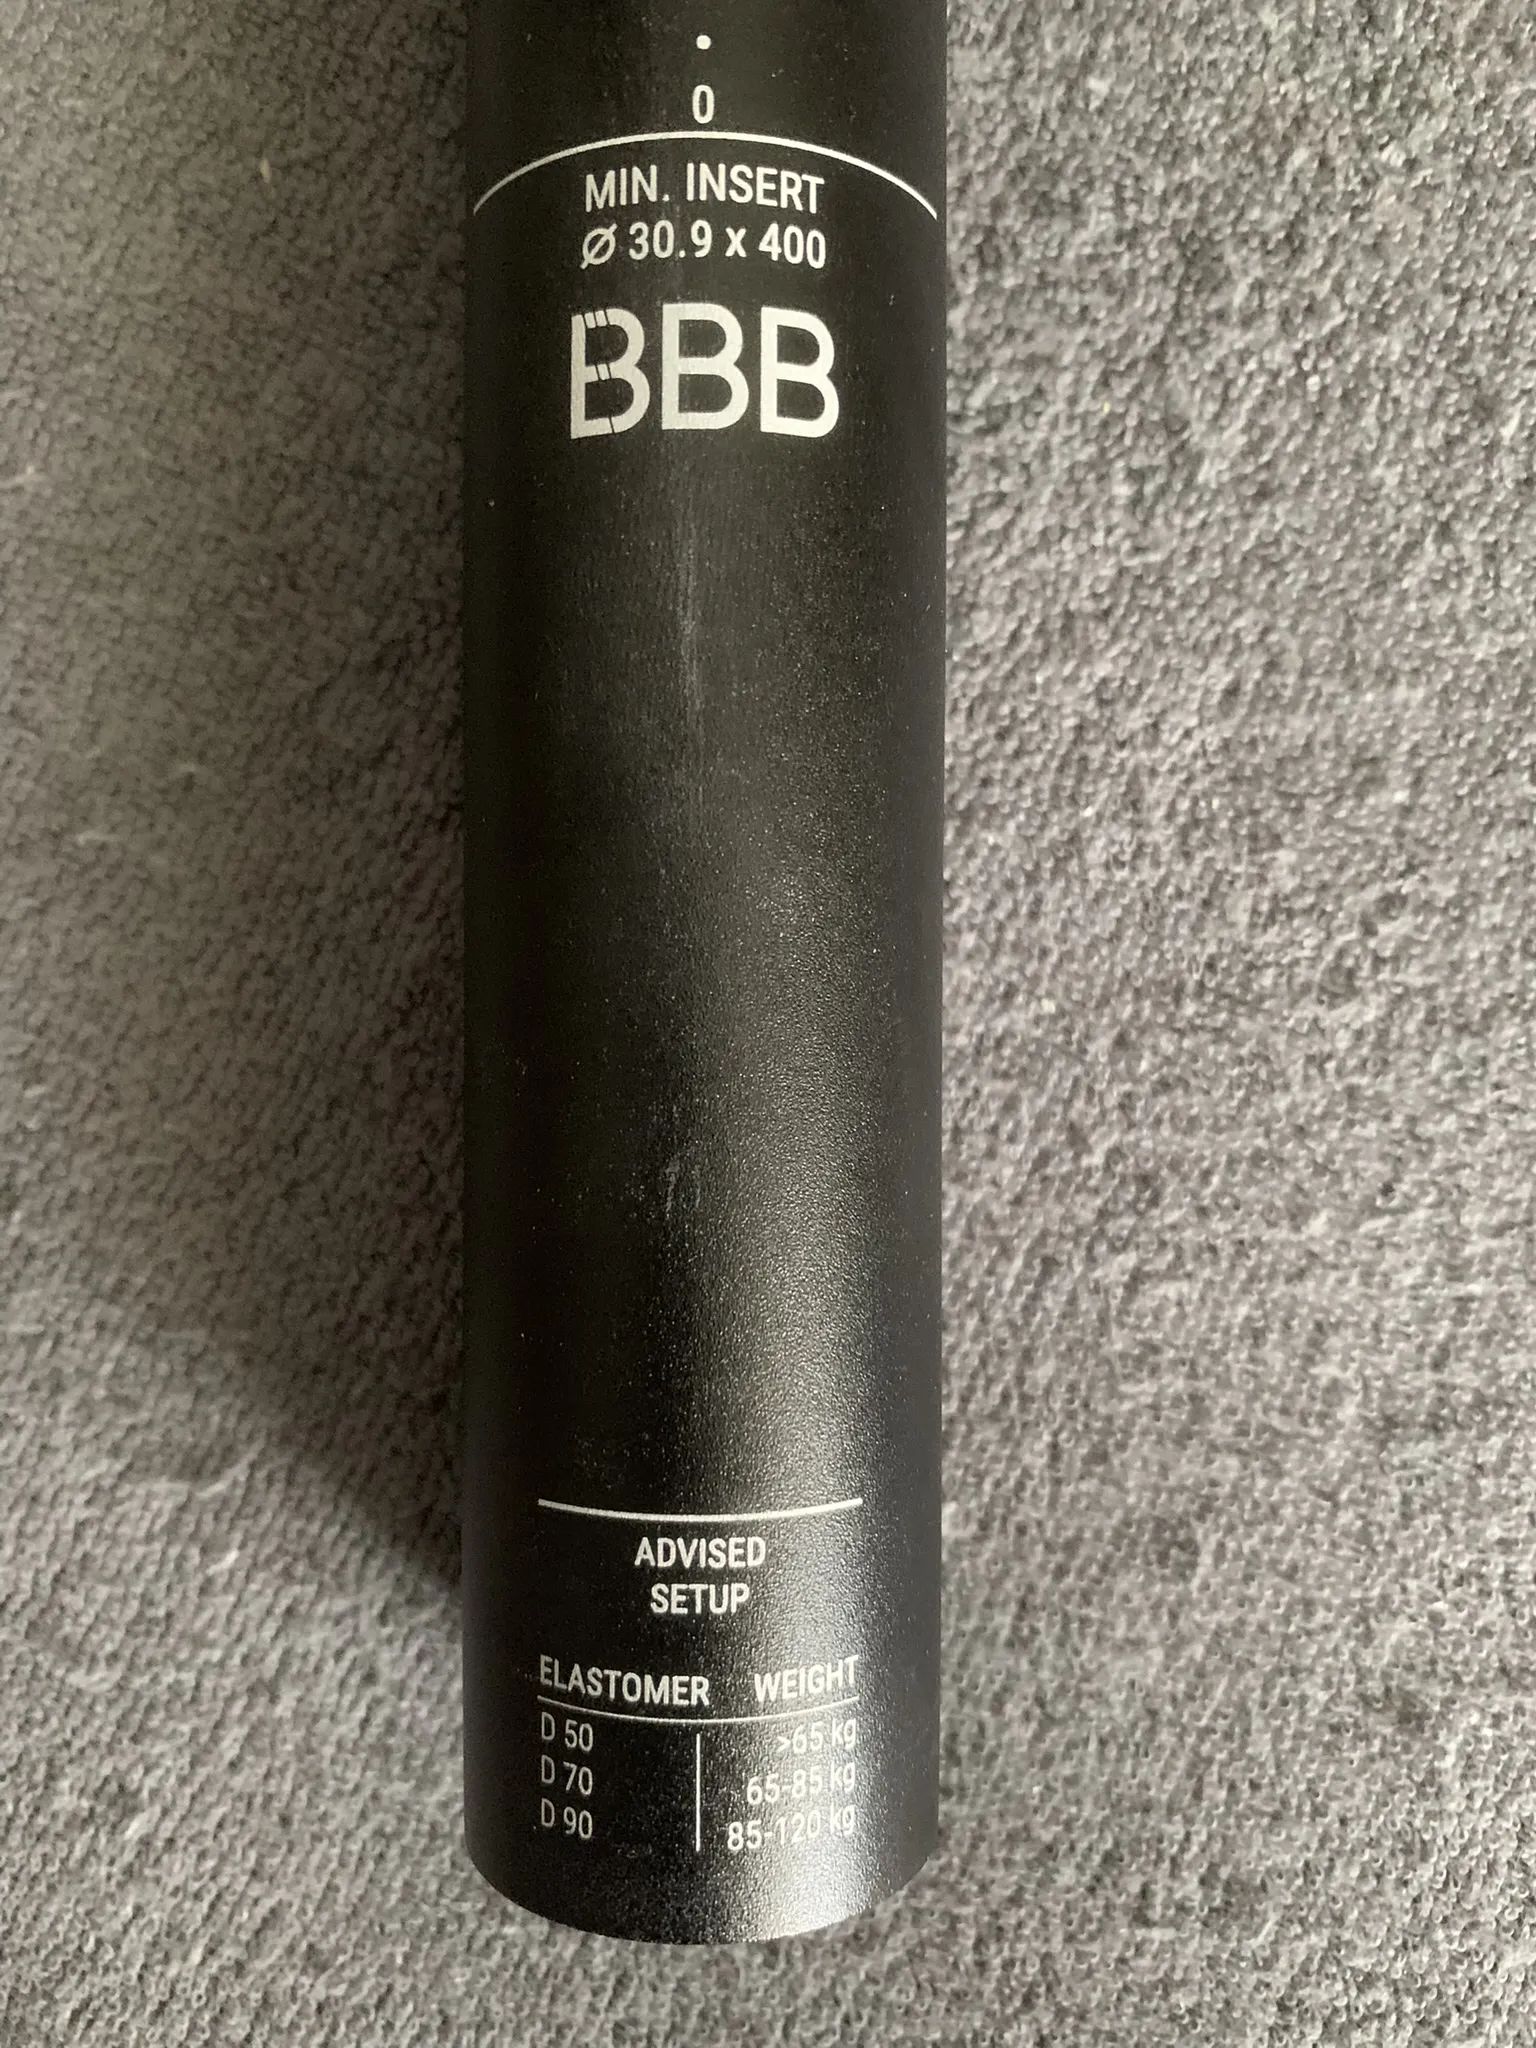 0
MIN. INSERT
Ø 30.9 x 400
BBB
ADVISED
SETUP
ELASTOMER WEIGHT
D 50 >65 kg
D 70 65-85 kg
D 90 85-120 kg